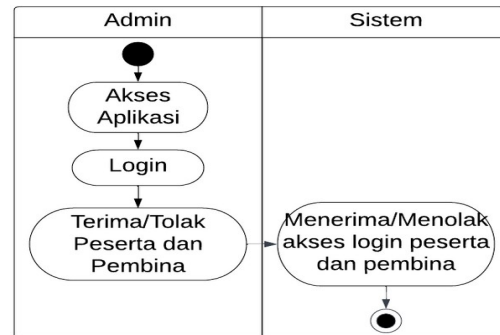 Admin
Sistem
Akses
Aplikasi
Login
Terima/Tolak
Peserta dan
Pembina
Menerima/Menolak
akses login peserta
dan pembina